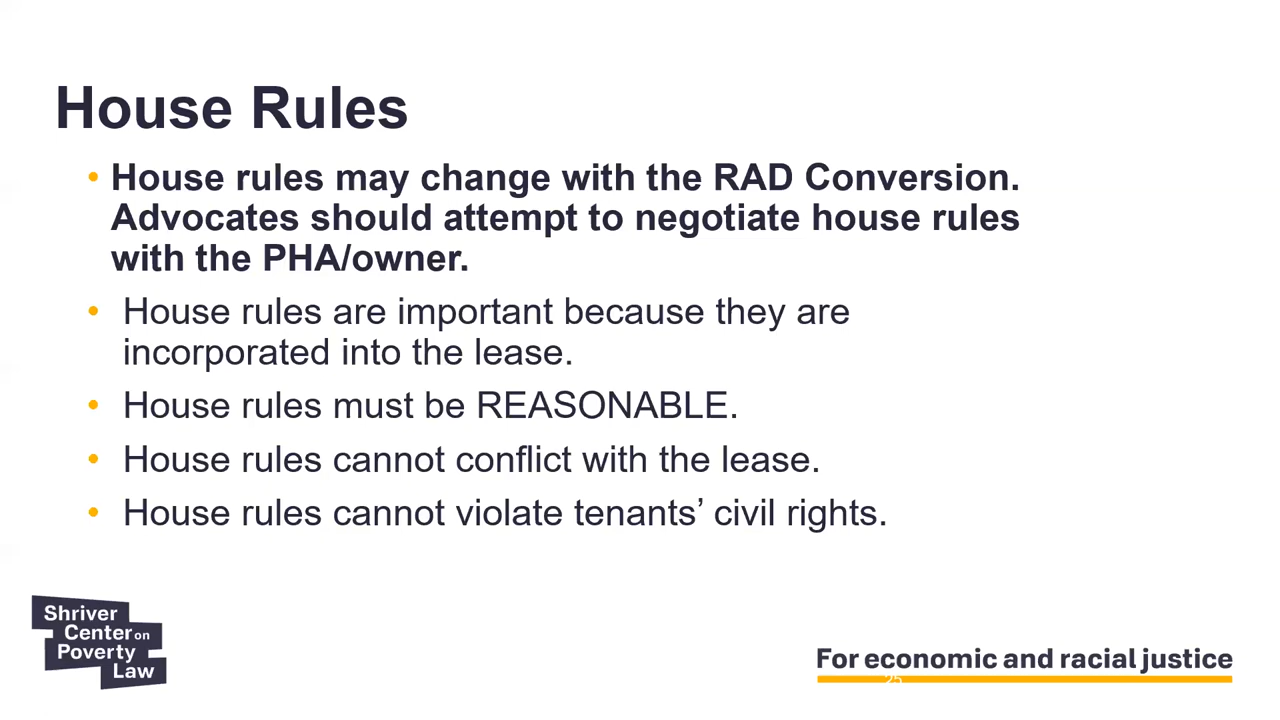 House Rules
• House rules may change with the RAD Conversion.
Advocates should attempt to negotiate house rules
with the PHA/owner.
• House rules are important because they are
incorporated into the lease.
• House rules must be REASONABLE.
• House rules cannot conflict with the lease.
• House rules cannot violate tenants’ civil rights.
Shriver
Center on
Poverty
Law
For economic and racial justice
25